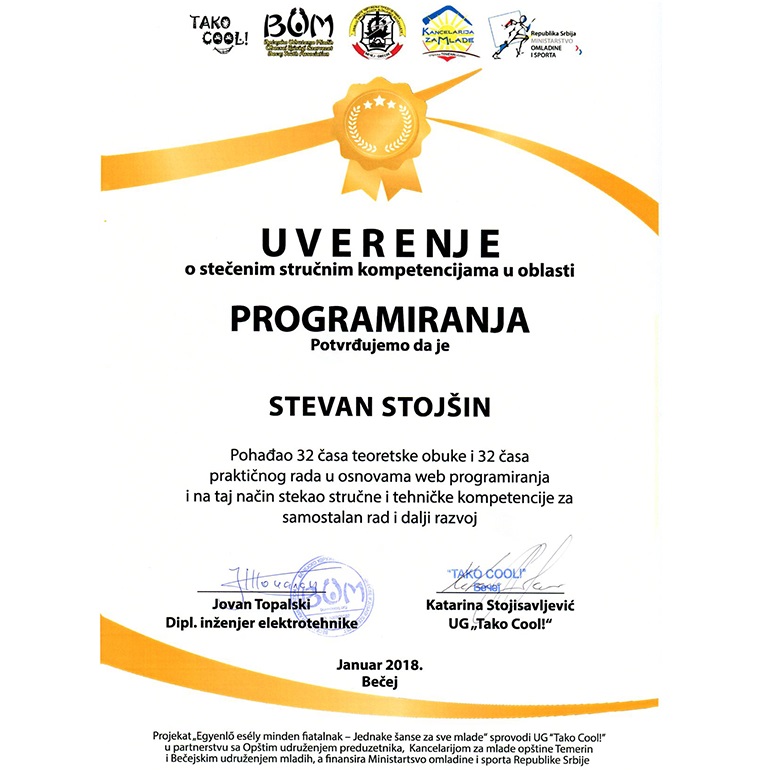 TAKO
COOL!
BUM
KANCELARIJA
ZA MLADE
Republika Srbija
MINISTARSTVO
OMLADINE
I SPORTA
UVERENJE
o stečenim stručnim kompetencijama u oblasti
PROGRAMIRANJA
Potvrđujemo da je
STEVAN STOJŠIN
Pohađao 32 časa teoretske obuke i 32 časa
praktičnog rada u osnovama web programiranja
i na taj način stekao stručne i tehničke kompetencije za
samostalan rad i dalji razvoj
BUM
"TAKO COOL!"
Bečej
Jovan Topalski
Dipl. inženjer elektrotehnike
Katarina Stojisavljević
UG „Tako Cool!“
Januar 2018.
Bečej
Projekat „Egyenlő esély minden fiatalnak – Jednake šanse za sve mlade“ sprovodi UG “Tako Cool!”
u partnerstvu sa Opštim udruženjem preduzetnika, Kancelarijom za mlade opštine Temerin
i Bečejskim udruženjem mladih, a finansira Ministartsvo omladine i sporta Republike Srbije